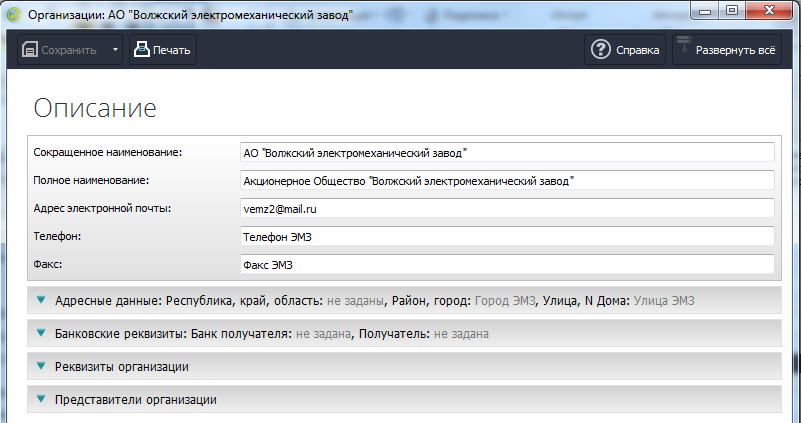 Организации: АО "Волжский электромеханический завод"
Сохранить Печать Справка Развернуть всё
Описание
Сокращенное наименование: АО "Волжский электромеханический завод"
Полное наименование: Акционерное Общество "Волжский электромеханический завод"
Адрес электронной почты: vemz2@mail.ru
Телефон: Телефон ЭМЗ
Факс: Факс ЭМЗ
Адресные данные: Республика, край, область: не заданы, Район, город: Город ЭМЗ, Улица, N Дома: Улица ЭМЗ
Банковские реквизиты: Банк получателя: не задана, Получатель: не задана
Реквизиты организации
Представители организации